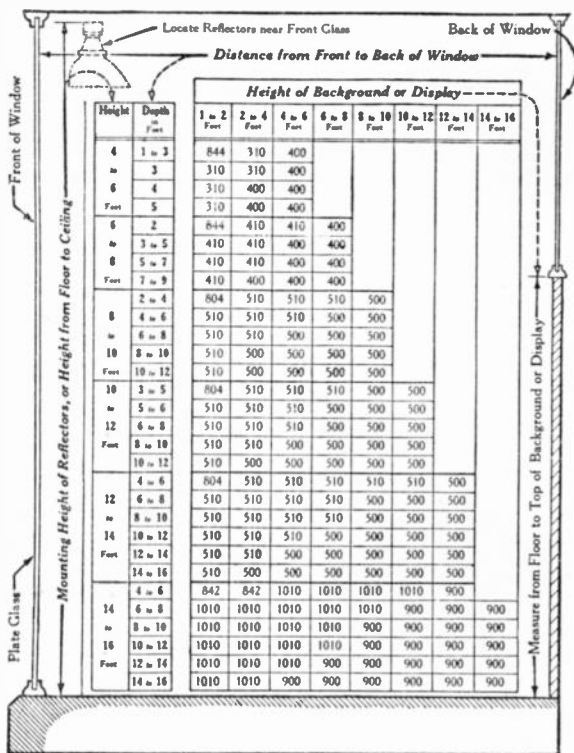 Locate Reflectors near Front Glass
Back of Window
Distance from Front to Back of Window
Front of Window
Plate Glass
Mounting Height of Reflectors, or Height from Floor to Ceiling
Measure from Floor to Top of Background or Display
Height of Background or Display
Height Depth in Feet 1 to 2 Feet 2 to 4 Feet 4 to 6 Feet 6 to 8 Feet 8 to 10 Feet 10 to 12 Feet 12 to 14 Feet 14 to 16 Feet
4 1 to 3 844 310 400
to 3 310 310 400
6 4 310 400 400
Feet 5 310 400 400
6 2 844 410 410 400
to 3 to 5 410 410 400 400
8 5 to 7 410 410 400 400
Feet 7 to 9 410 400 400 400
2 to 4 804 510 510 510 500
8 4 to 6 510 510 510 500 500
to 6 to 8 510 510 500 500 500
10 8 to 10 510 500 500 500 500
Feet 10 to 12 510 500 500 500 500
10 3 to 5 804 510 510 510 500 500
to 5 to 6 510 510 510 500 500 500
12 6 to 8 510 510 500 500 500 500
Feet 8 to 10 510 510 500 500 500 500
10 to 12 510 500 500 500 500 500
4 to 6 804 510 510 510 510 510 500
12 6 to 8 510 510 510 510 500 500 500
to 8 to 10 510 510 510 510 500 500 500
14 10 to 12 510 510 510 500 500 500 500
Feet 12 to 14 510 510 500 500 500 500 500
14 to 16 510 500 500 500 500 500 500
4 to 6 842 842 1010 1010 1010 1010 900
14 6 to 8 1010 1010 1010 1010 1010 900 900 900
to 8 to 10 1010 1010 1010 1010 900 900 900 900
16 10 to 12 1010 1010 1010 1010 900 900 900 900
Feet 12 to 14 1010 1010 1010 900 900 900 900 900
14 to 16 1010 1010 900 900 900 900 900 900